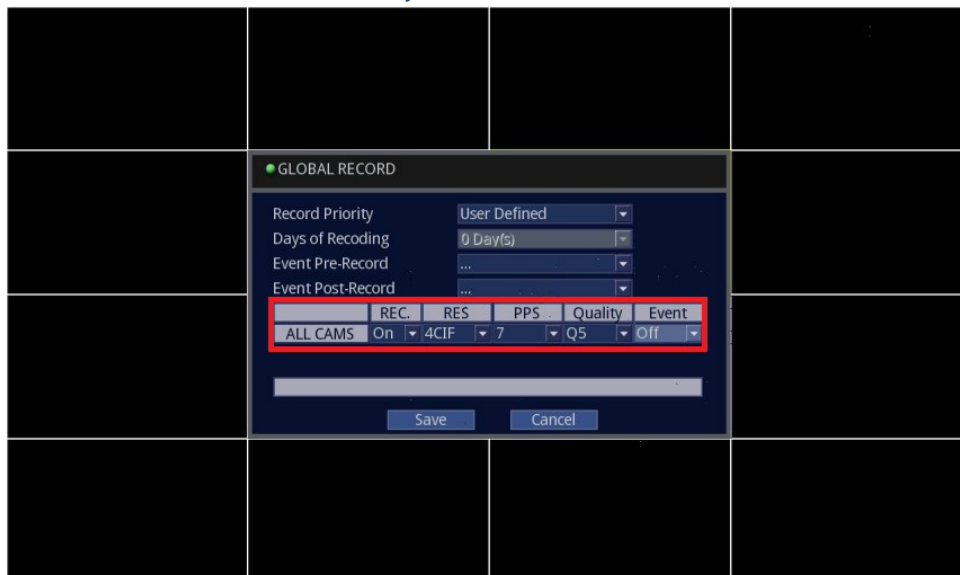 GLOBAL RECORD
Record Priority User Defined
Days of Recoding 0 Day(s)
Event Pre-Record ...
Event Post-Record ...
REC. RES PPS Quality Event
ALL CAMS On 4CIF 7 Q5 Off
Save Cancel